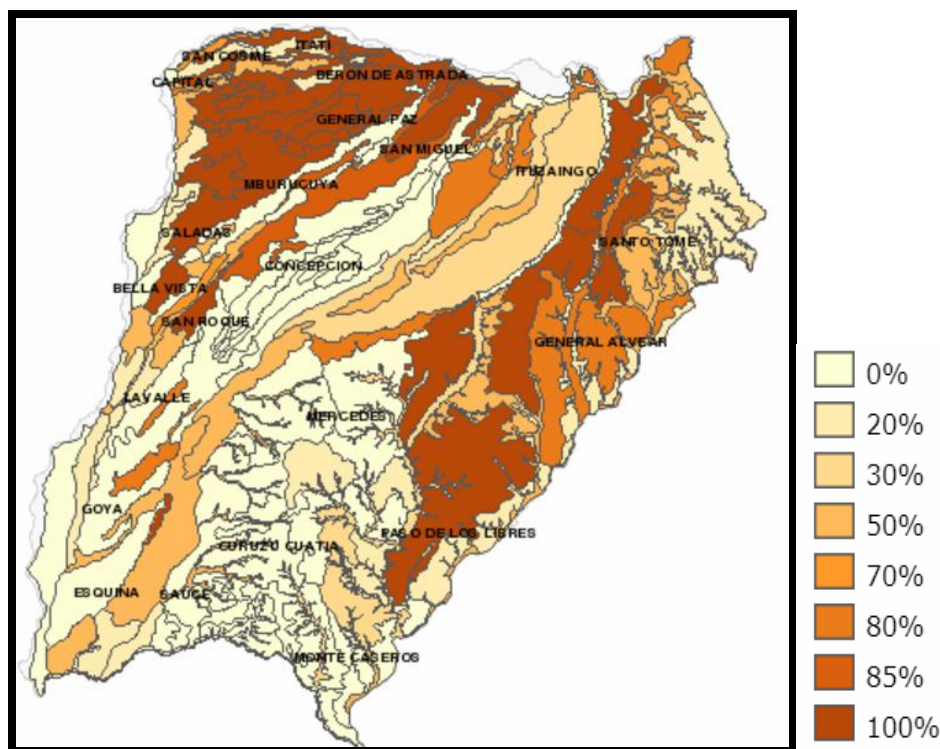 ITATI
SAN COSME
BERON DE ASTRADA
CAPITAL
GENERAL PAZ
SAN MIGUEL
ITUZAINGO
MBURUCUYA
SALADAS
SANTO TOME
CONCEPCION
BELLA VISTA
SAN ROQUE
GENERAL ALVEAR
LAVALLE
MERCEDES
GOYA
PASO DE LOS LIBRES
CURUZU CUATIA
ESQUINA
SAUCE
MONTE CASEROS
0%
20%
30%
50%
70%
80%
85%
100%